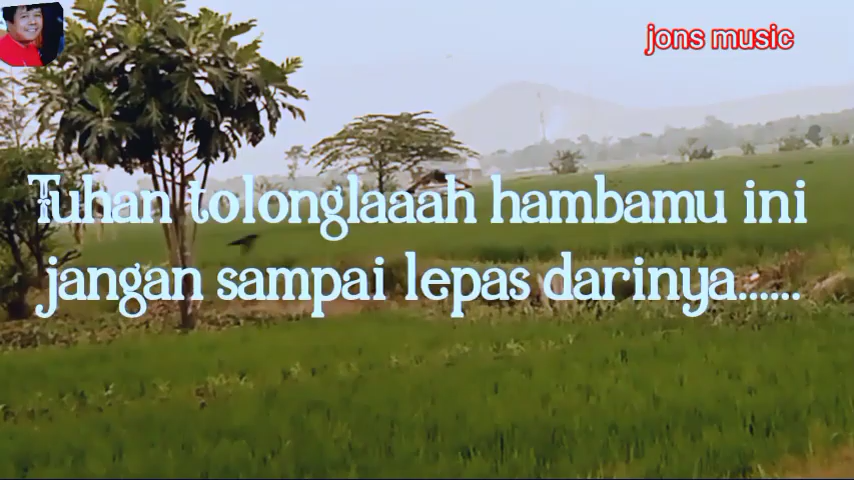 jons music
Tuhan tolonglaaah hambamu ini
jangan sampai lepas darinya......